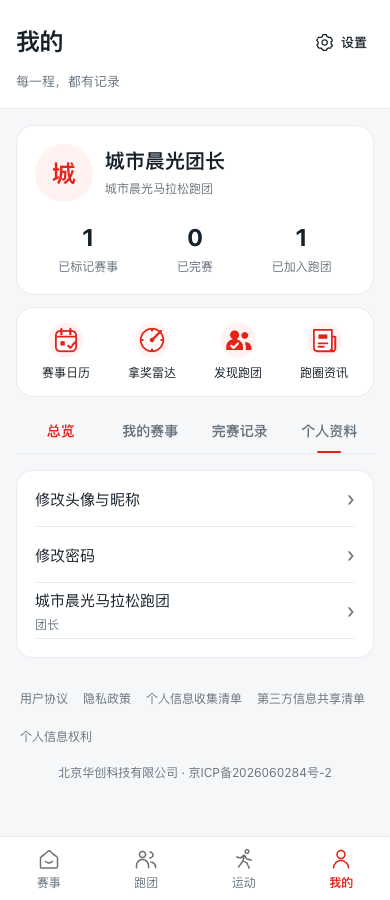 我的
设置
每一程，都有记录
城
城市晨光团长
城市晨光马拉松跑团
1 0 1
已标记赛事 已完赛 已加入跑团
赛事日历 拿奖雷达 发现跑团 跑圈资讯
总览 我的赛事 完赛记录 个人资料
修改头像与昵称
修改密码
城市晨光马拉松跑团
团长
用户协议 隐私政策 个人信息收集清单 第三方信息共享清单
个人信息权利
北京华创科技有限公司 · 京ICP备2026060284号-2
赛事 跑团 运动 我的